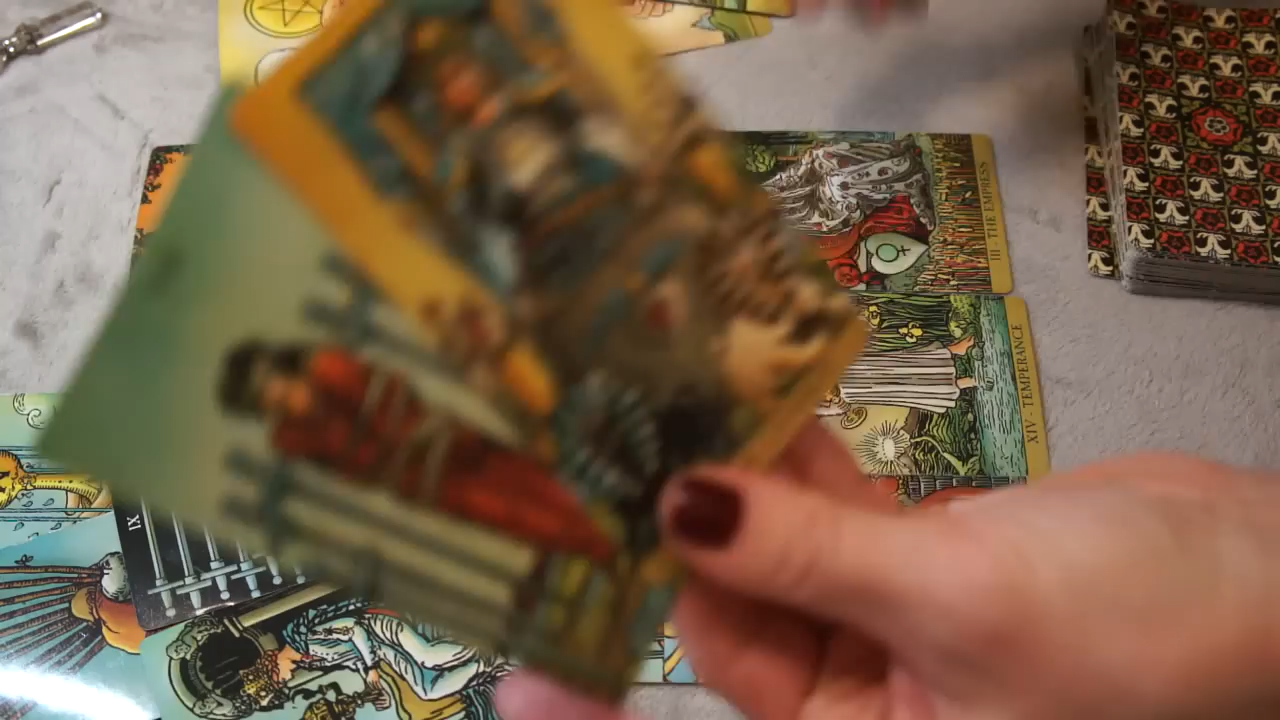 III - THE EMPRESS
XIV - TEMPERANCE
IX